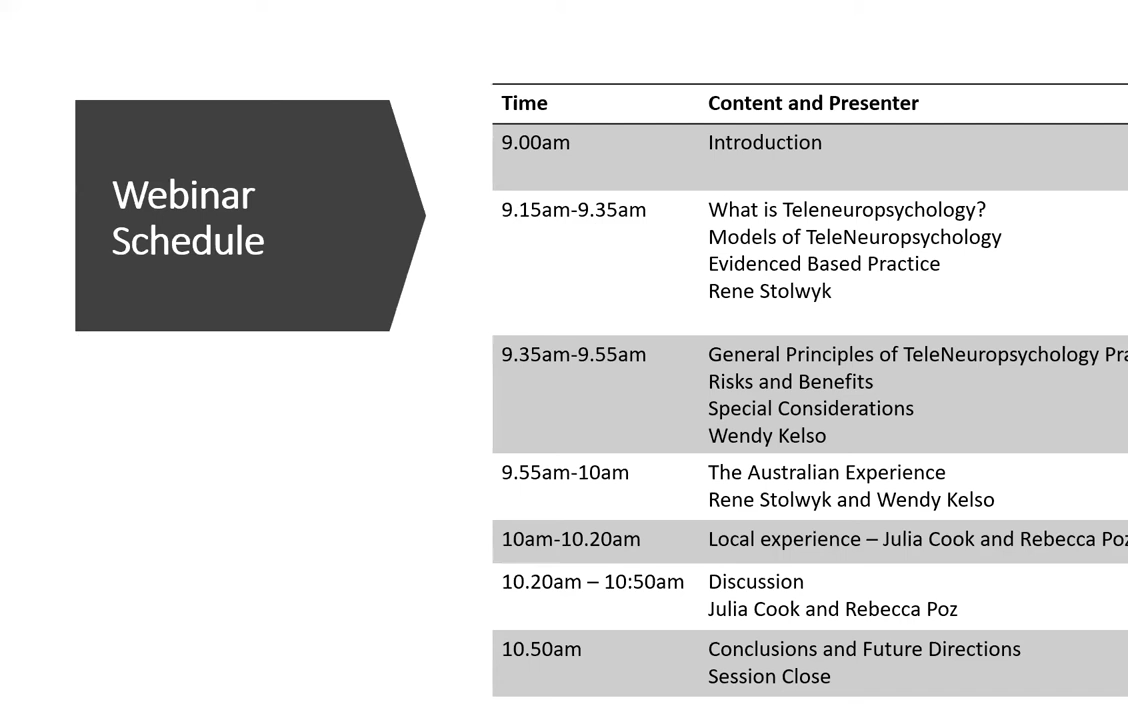 Webinar
Schedule
Time Content and Presenter
9.00am Introduction
9.15am-9.35am What is Teleneuropsychology?
Models of TeleNeuropsychology
Evidenced Based Practice
Rene Stolwyk
9.35am-9.55am General Principles of TeleNeuropsychology
Risks and Benefits
Special Considerations
Wendy Kelso
9.55am-10am The Australian Experience
Rene Stolwyk and Wendy Kelso
10am-10.20am Local experience – Julia Cook and Rebecca Poz
10.20am – 10:50am Discussion
Julia Cook and Rebecca Poz
10.50am Conclusions and Future Directions
Session Close